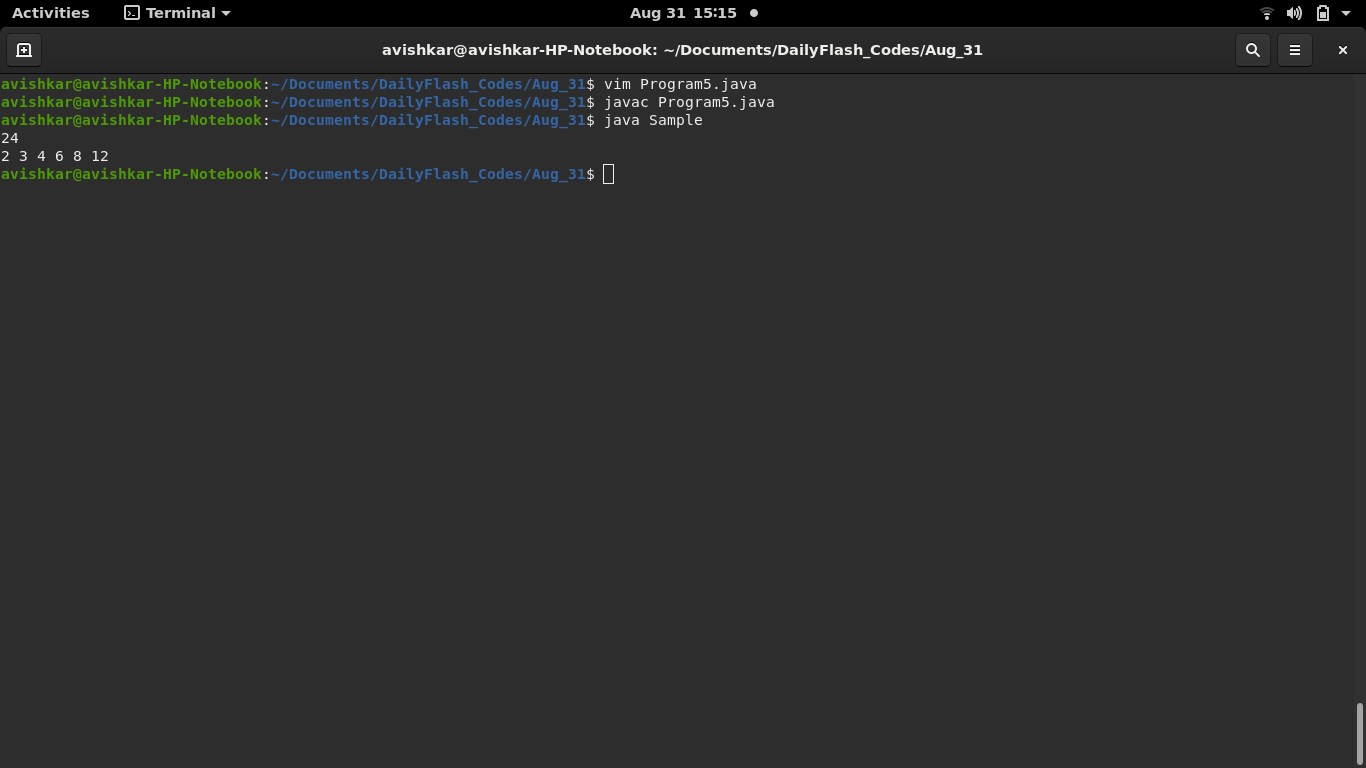 Activities Terminal Aug 31 15:15
avishkar@avishkar-HP-Notebook: ~/Documents/DailyFlash_Codes/Aug_31
avishkar@avishkar-HP-Notebook:~/Documents/DailyFlash_Codes/Aug_31$ vim Program5.java
avishkar@avishkar-HP-Notebook:~/Documents/DailyFlash_Codes/Aug_31$ javac Program5.java
avishkar@avishkar-HP-Notebook:~/Documents/DailyFlash_Codes/Aug_31$ java Sample
24
2 3 4 6 8 12
avishkar@avishkar-HP-Notebook:~/Documents/DailyFlash_Codes/Aug_31$